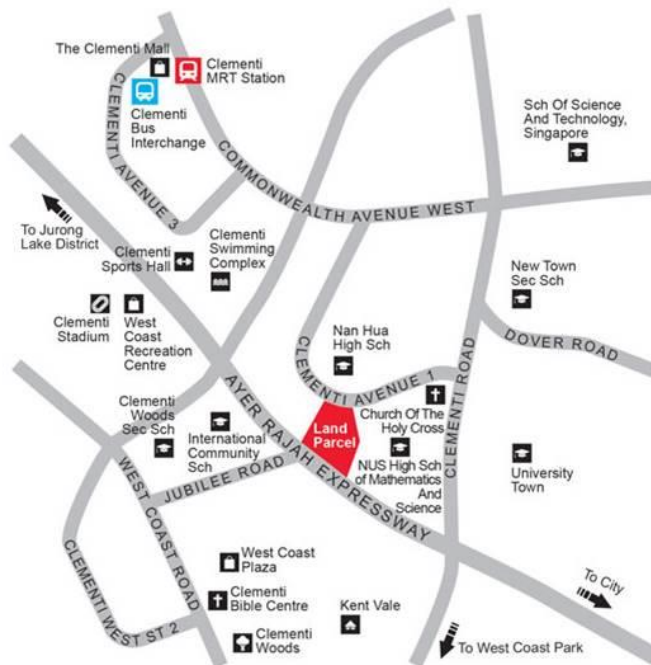 The Clementi Mall
Clementi
MRT Station
Clementi
Bus
Interchange
CLEMENTI AVENUE 3
COMMONWEALTH AVENUE WEST
Sch Of Science
And Technology,
Singapore
To Jurong
Lake District
Clementi
Sports Hall
Clementi
Swimming
Complex
New Town
Sec Sch
Clementi
Stadium
West
Coast
Recreation
Centre
Nan Hua
High Sch
DOVER ROAD
CLEMENTI AVENUE 1
CLEMENTI ROAD
AYER RAJAH EXPRESSWAY
Clementi
Woods
Sec Sch
International
Community
Sch
Land
Parcel
Church Of The
Holy Cross
NUS High Sch
of Mathematics
And
Science
University
Town
JUBILEE ROAD
WEST COAST ROAD
CLEMENTI WEST ST 2
West Coast
Plaza
Clementi
Bible Centre
Kent Vale
Clementi
Woods
To City
To West Coast Park